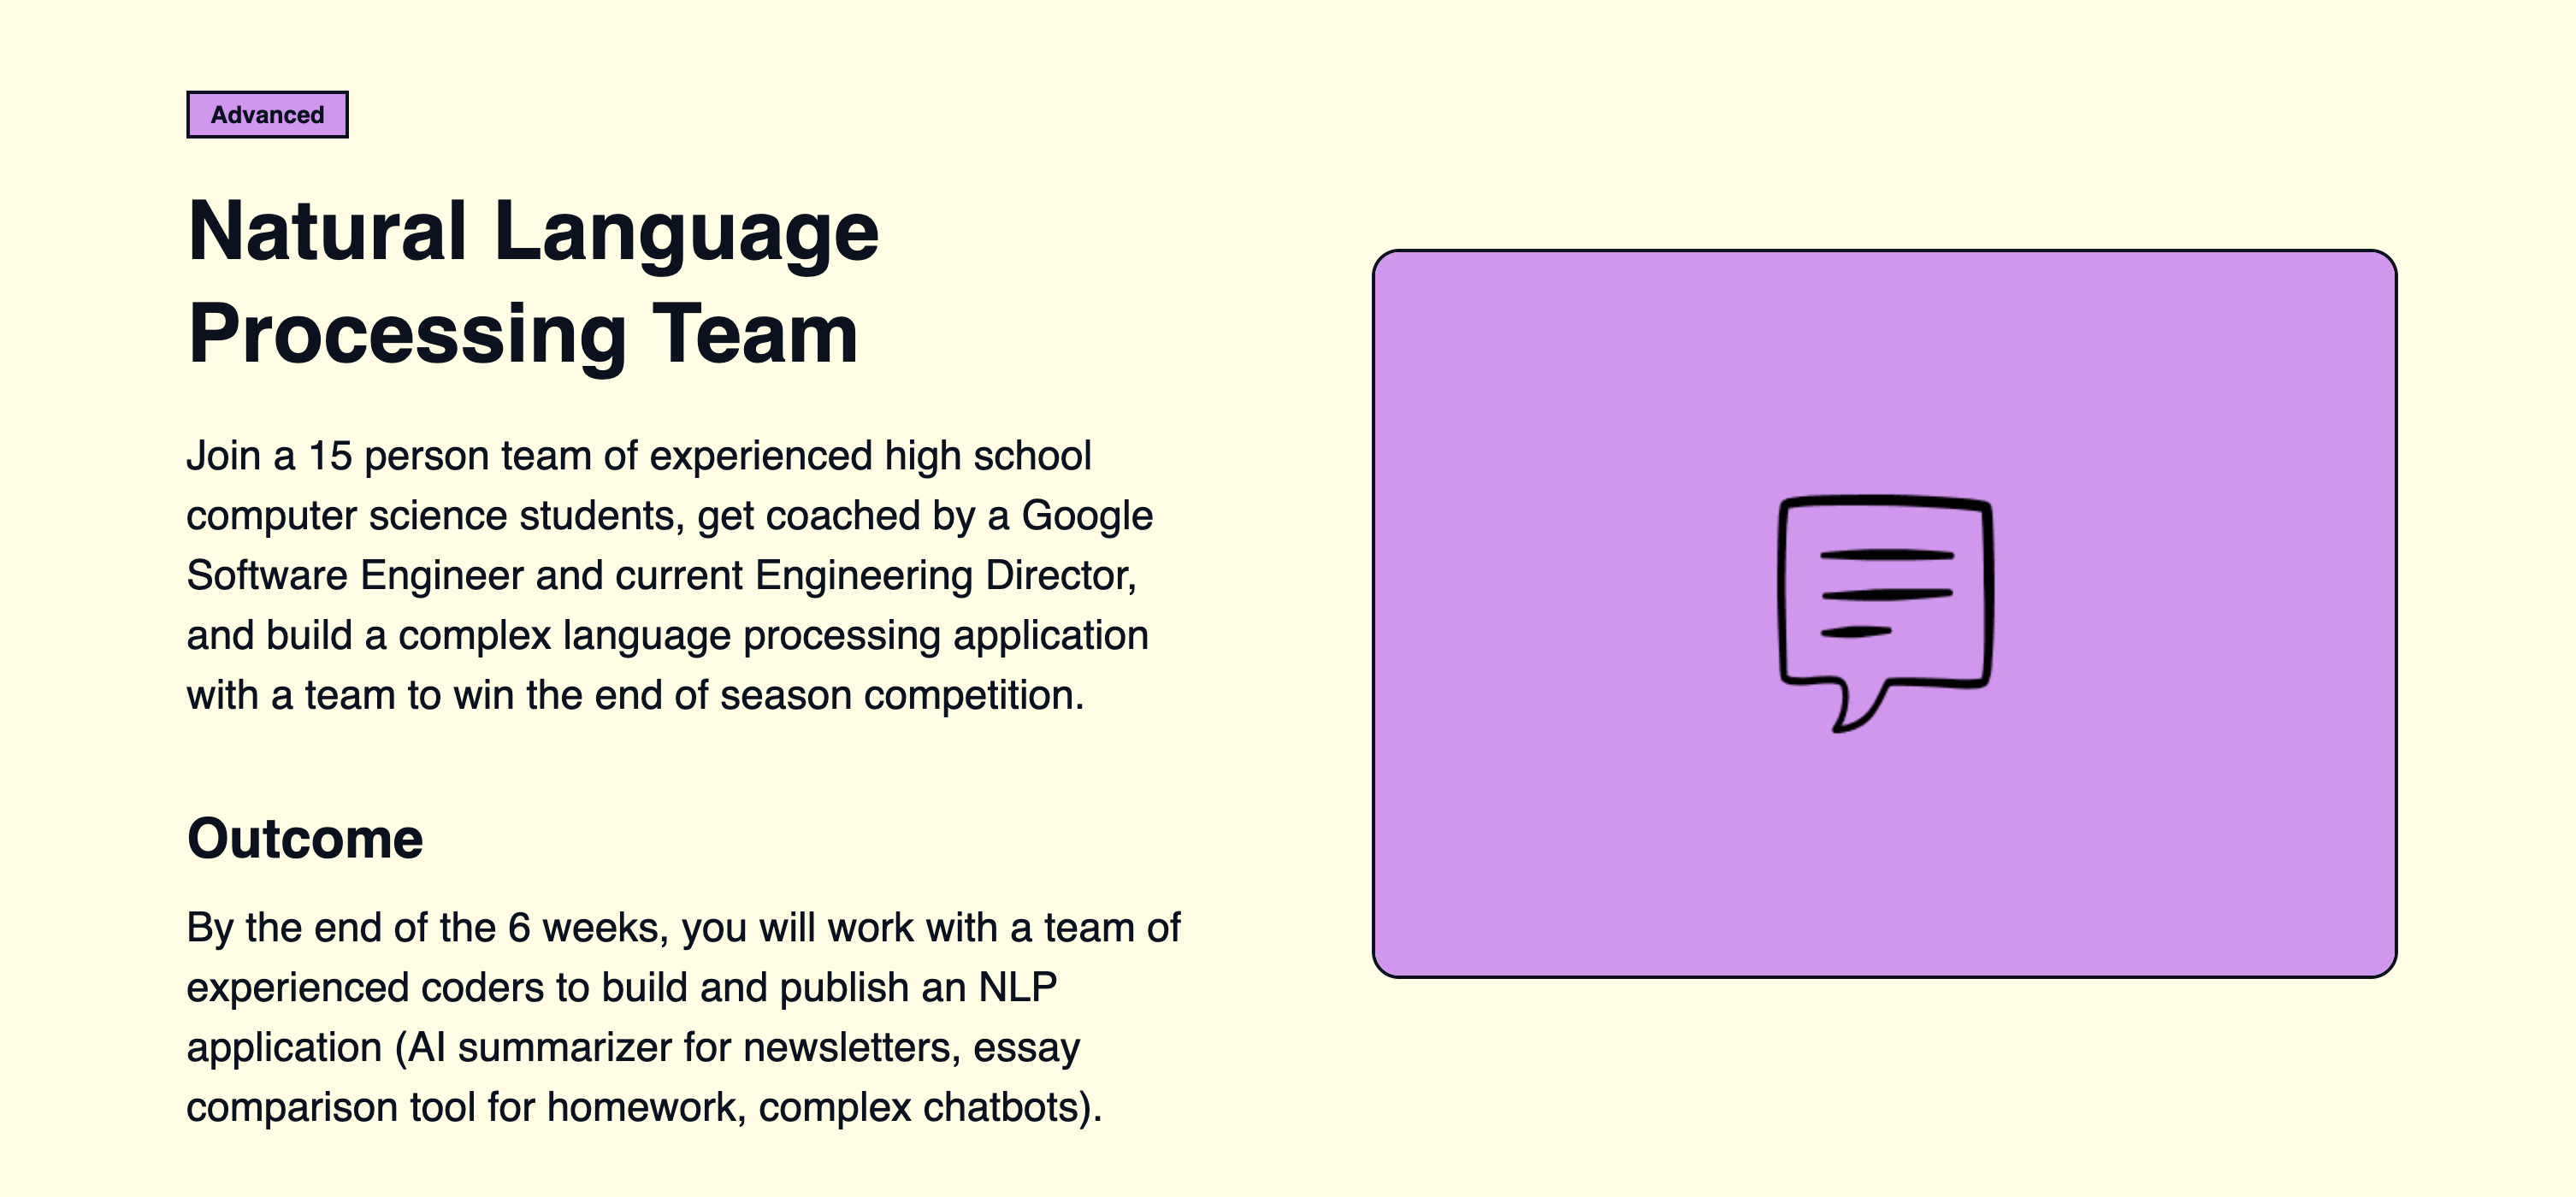 Advanced
Natural Language
Processing Team
Join a 15 person team of experienced high school
computer science students, get coached by a Google
Software Engineer and current Engineering Director,
and build a complex language processing application
with a team to win the end of season competition.
Outcome
By the end of the 6 weeks, you will work with a team of
experienced coders to build and publish an NLP
application (AI summarizer for newsletters, essay
comparison tool for homework, complex chatbots).